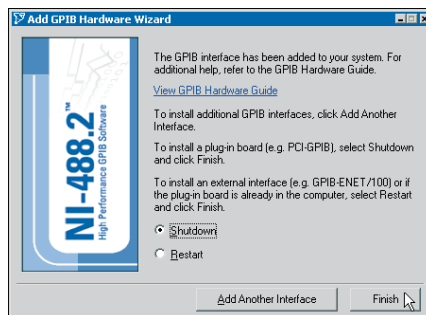 Add GPIB Hardware Wizard
NI-488.2™
High Performance GPIB Software
The GPIB interface has been added to your system. For
additional help, refer to the GPIB Hardware Guide.
View GPIB Hardware Guide
To install additional GPIB interfaces, click Add Another
Interface.
To install a plug-in board (e.g. PCI-GPIB), select Shutdown
and click Finish.
To install an external interface (e.g. GPIB-ENET/100) or if
the plug-in board is already in the computer, select Restart
and click Finish.
Shutdown
Restart
Add Another Interface
Finish